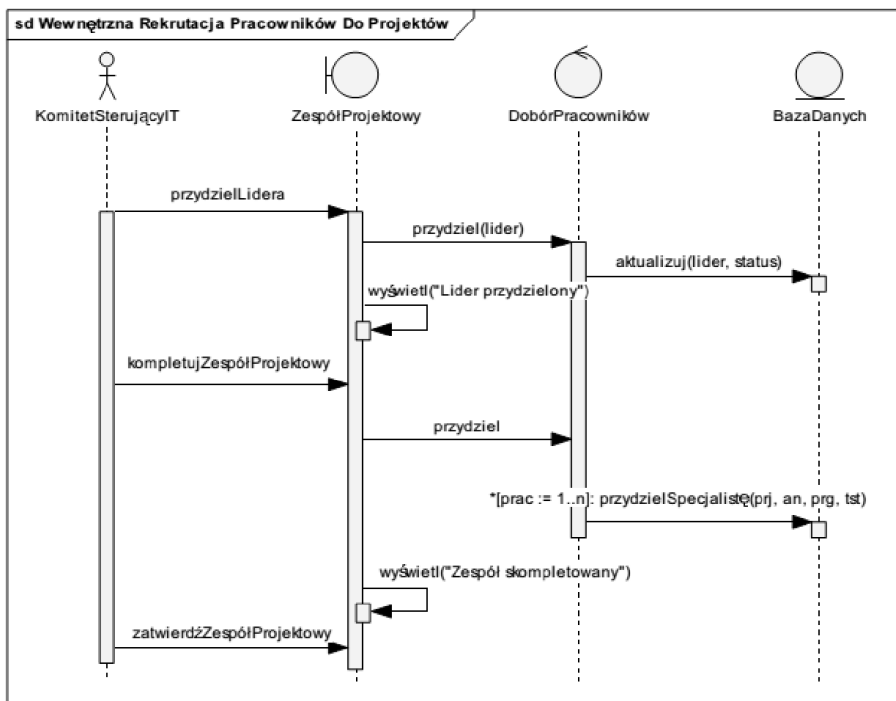 sd Wewnętrzna Rekrutacja Pracowników Do Projektów
KomitetSterującyIT
ZespółProjektowy
DobórPracowników
BazaDanych
przydzielLidera
przydziel(lider)
aktualizuj(lider, status)
wyświetl("Lider przydzielony")
kompletujZespółProjektowy
przydziel
*[prac := 1..n]: przydzielSpecjalistę(prj, an, prg, tst)
wyświetl("Zespół skompletowany")
zatwierdźZespółProjektowy